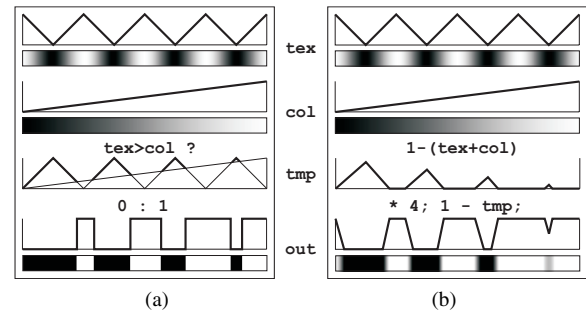 tex
col
tex>col ?
1-(tex+col)
tmp
0 : 1
* 4; 1 - tmp;
out
(a)
(b)